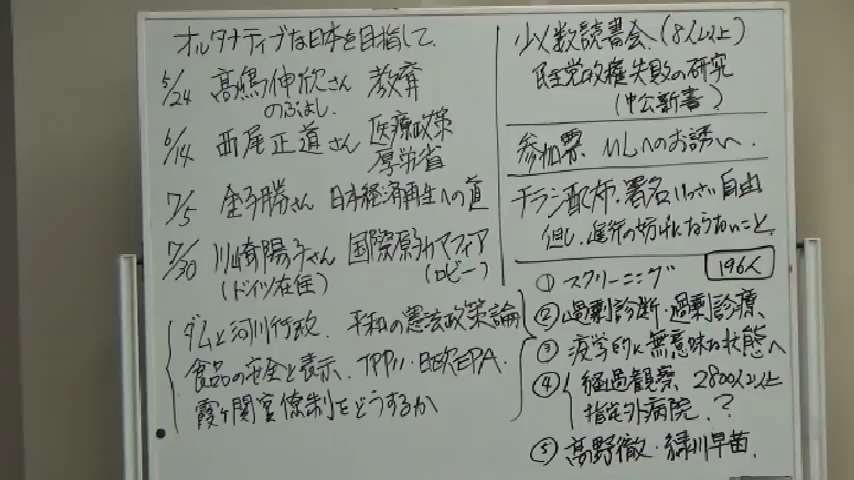 オルタナティブな日本を目指して、
5/24 高嶋伸欣さん 教育
のぶよし.
6/14 西尾正道さん 医療政策
厚労省
7/5 金子勝さん 日本経済再生への道
7/30 川崎陽子さん 国際原子力マフィア
(ドイツ在住) (ロビー)
ダムと河川行政. 平和の憲法政策論
食品の安全と表示. TPP11・日欧EPA.
霞ヶ関官僚制をどうするか
少人数読書会、(8人以上)
民主党政権失敗の研究
(中公新書)
参加票 MLへのお誘い.
チラシ配布・署名いっさい自由
但し、進行の妨げにならないこと
196人
① スクリーニング
② 過剰診断・過剰診療、
③ 疫学的に無意味な状態へ
④ 経過観察 2800人以上
指定外病院. ?
⑤ 髙野徹・緑川早苗.